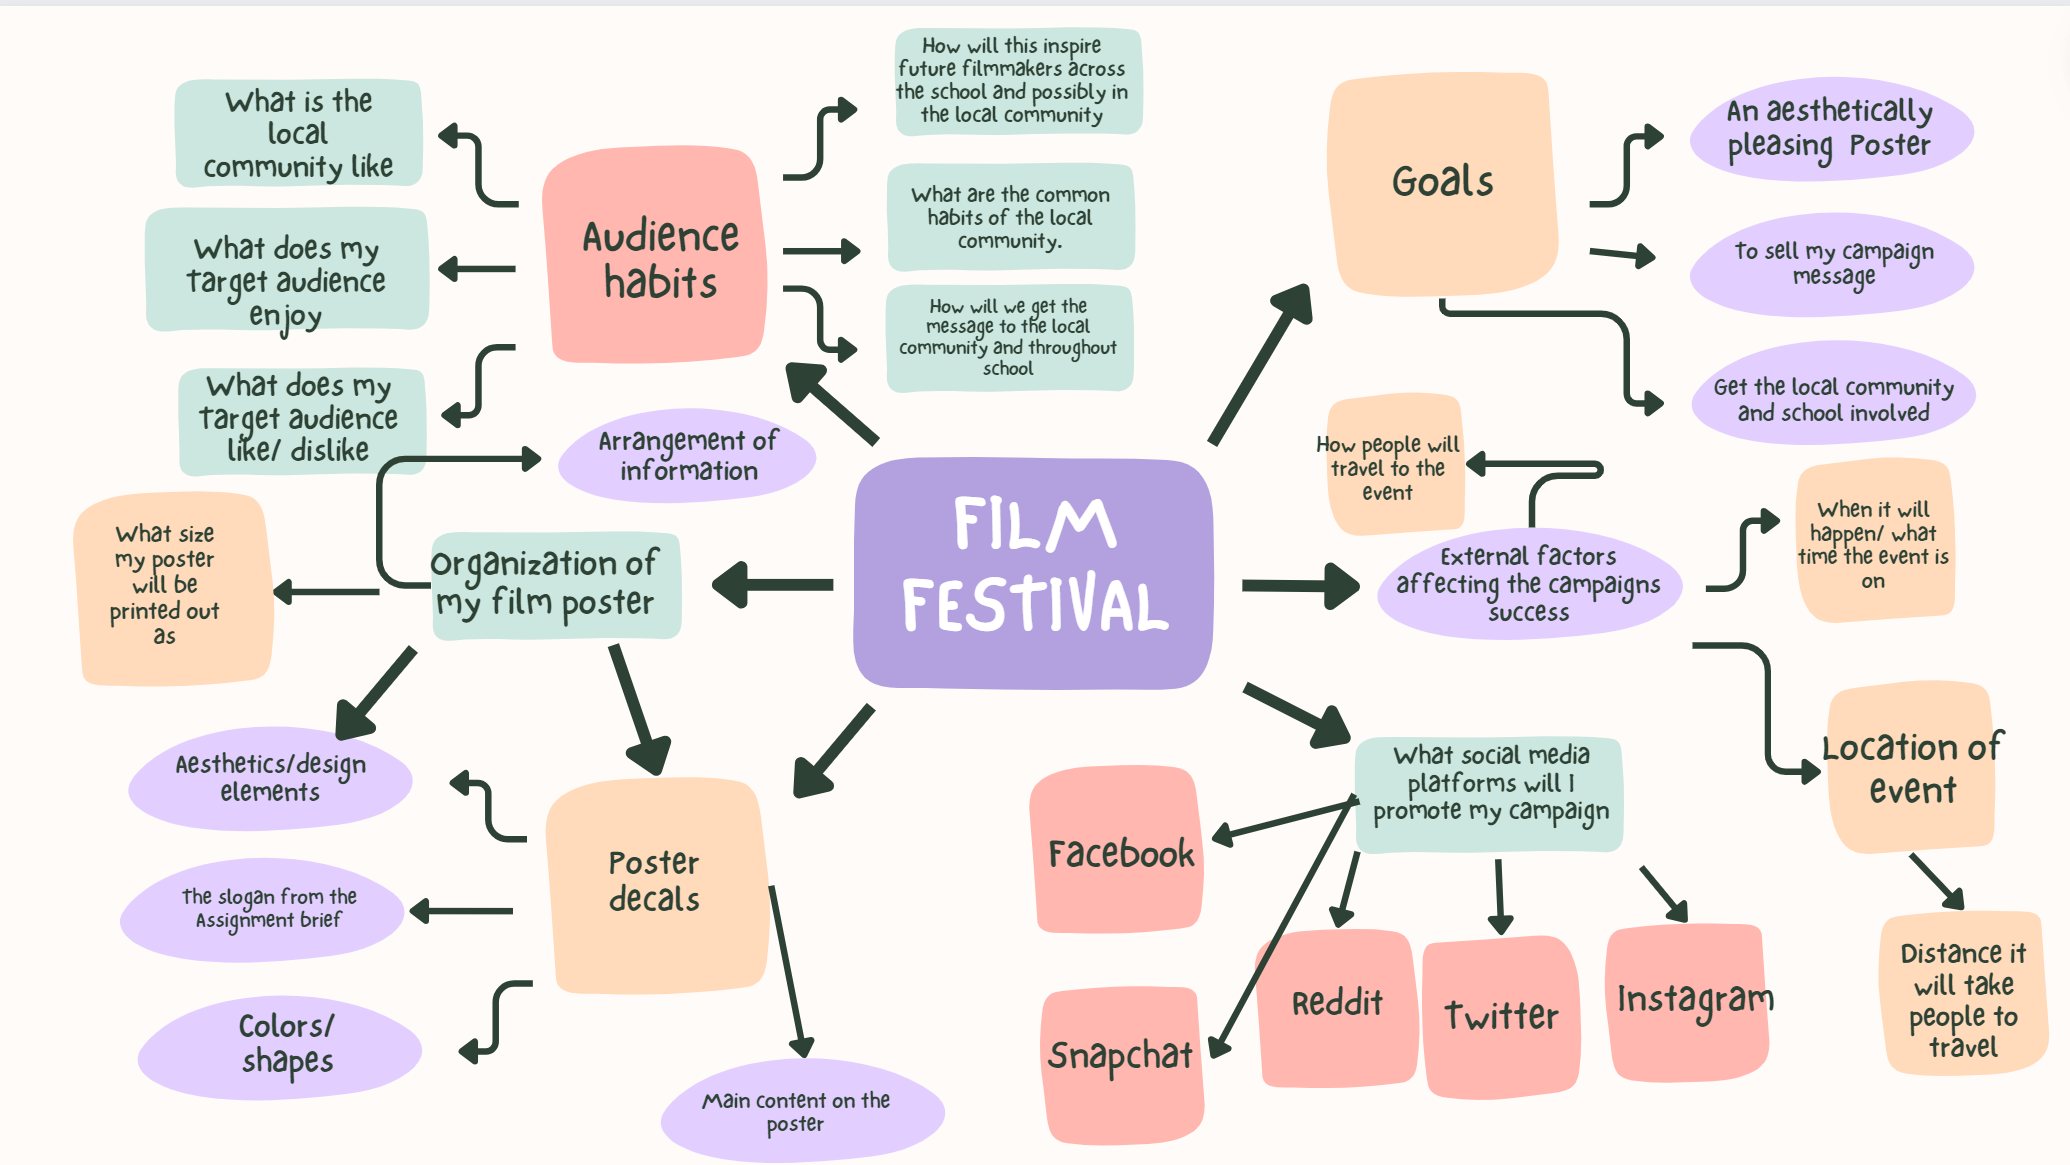 What is the
local
community like
What does my
target audience
enjoy
What does my
target audience
like/ dislike
Audience
habits
How will this inspire
future filmmakers across
the school and possibly in
the local community
What are the common
habits of the local
community.
How will we get the
message to the local
community and throughout
school
Goals
An aesthetically
pleasing Poster
To sell my campaign
message
Get the local community
and school involved
Arrangement of
information
What size
my poster
will be
printed out
as
Organization of
my film poster
FILM
FESTIVAL
How people will
travel to the
event
External factors
affecting the campaigns
success
When it will
happen/ what
time the event is
on
Location of
event
Distance it
will take
people to
travel
Aesthetics/design
elements
The slogan from the
Assignment brief
Colors/
shapes
Poster
decals
Main content on the
poster
What social media
platforms will I
promote my campaign
Facebook
Snapchat
Reddit
Twitter
Instagram